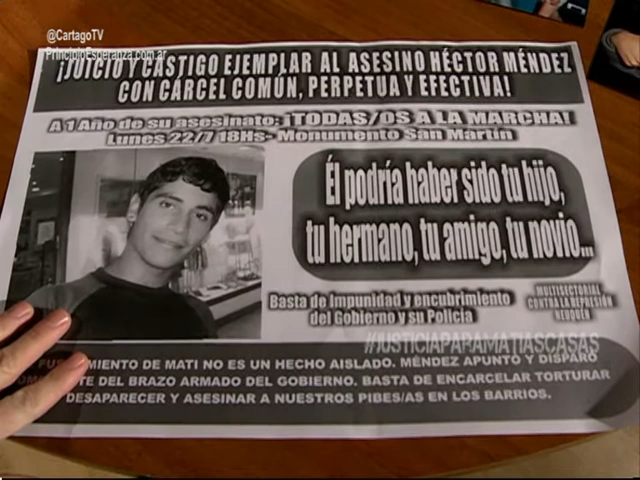 @CartagoTV
PrincipioEsperanza.com.ar
¡JUICIO Y CASTIGO EJEMPLAR AL ASESINO HÉCTOR MÉNDEZ
CON CÁRCEL COMÚN, PERPETUA Y EFECTIVA!
A 1 Año de su asesinato: ¡TODAS/OS A LA MARCHA!
Lunes 22/7 18Hs- Monumento San Martín
Él podría haber sido tu hijo,
tu hermano, tu amigo, tu novio...
Basta de Impunidad y encubrimiento
del Gobierno y su Policía
MULTISECTORIAL
CONTRA LA REPRESIÓN
NEUQUÉN
#JUSTICIAPARAMATIASCASAS
MIENTO DE MATI NO ES UN HECHO AISLADO. MÉNDEZ APUNTO Y DISPARÓ
TE DEL BRAZO ARMADO DEL GOBIERNO. BASTA DE ENCARCELAR TORTURAR
DESAPARECER Y ASESINAR A NUESTROS PIBES/AS EN LOS BARRIOS.